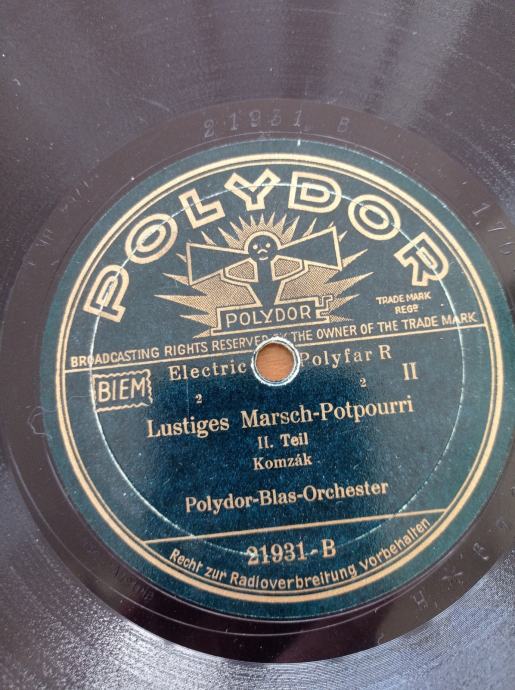 21931 B
POLYDOR
POLYDOR
TRADE MARK
REGD
BROADCASTING RIGHTS RESERVED BY THE OWNER OF THE TRADE MARK
BIEM
Electric Polyfar R
II
2 2
Lustiges Marsch-Potpourri
II. Teil
Komzák
Polydor-Blas-Orchester
21931-B
Recht zur Radioverbreitung vorbehalten